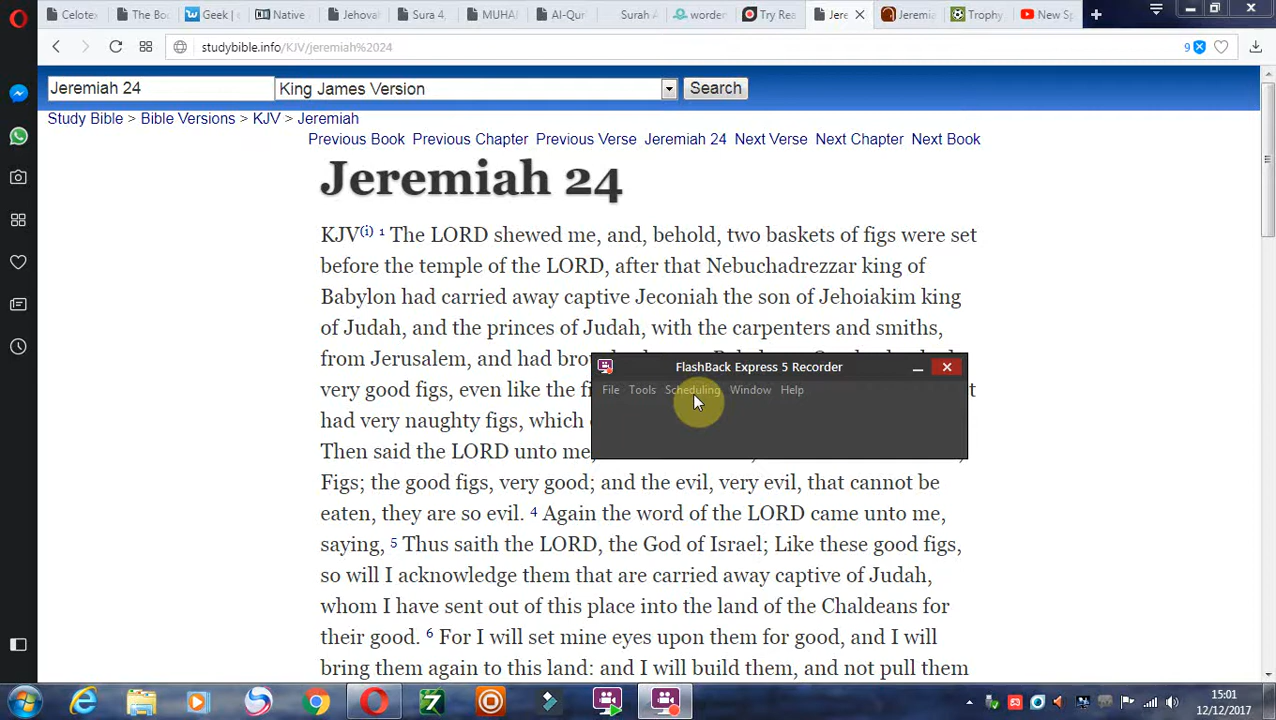 Celotex
The Boo
Geek | e
Native
Jehovah
Sura 4,
MUHA
Al-Qur
Surah A
worder
Try Rea
Jere
Jeremia
Trophy
New Sp
studybible.info/KJV/jeremiah%2024
9
Jeremiah 24
King James Version
Search
Study Bible > Bible Versions > KJV > Jeremiah
Previous Book Previous Chapter Previous Verse Jeremiah 24 Next Verse Next Chapter Next Book
Jeremiah 24
KJV(i) 1 The LORD shewed me, and, behold, two baskets of figs were set
before the temple of the LORD, after that Nebuchadrezzar king of
Babylon had carried away captive Jeconiah the son of Jehoiakim king
of Judah, and the princes of Judah, with the carpenters and smiths,
from Jerusalem, and had
very good figs, even like the
had very naughty figs, which
Then said the LORD unto me,
Figs; the good figs, very good; and the evil, very evil, that cannot be
eaten, they are so evil. 4 Again the word of the LORD came unto me,
saying, 5 Thus saith the LORD, the God of Israel; Like these good figs,
so will I acknowledge them that are carried away captive of Judah,
whom I have sent out of this place into the land of the Chaldeans for
their good. 6 For I will set mine eyes upon them for good, and I will
bring them again to this land: and I will build them, and not pull them
FlashBack Express 5 Recorder
File Tools Scheduling Window Help
15:01
12/12/2017